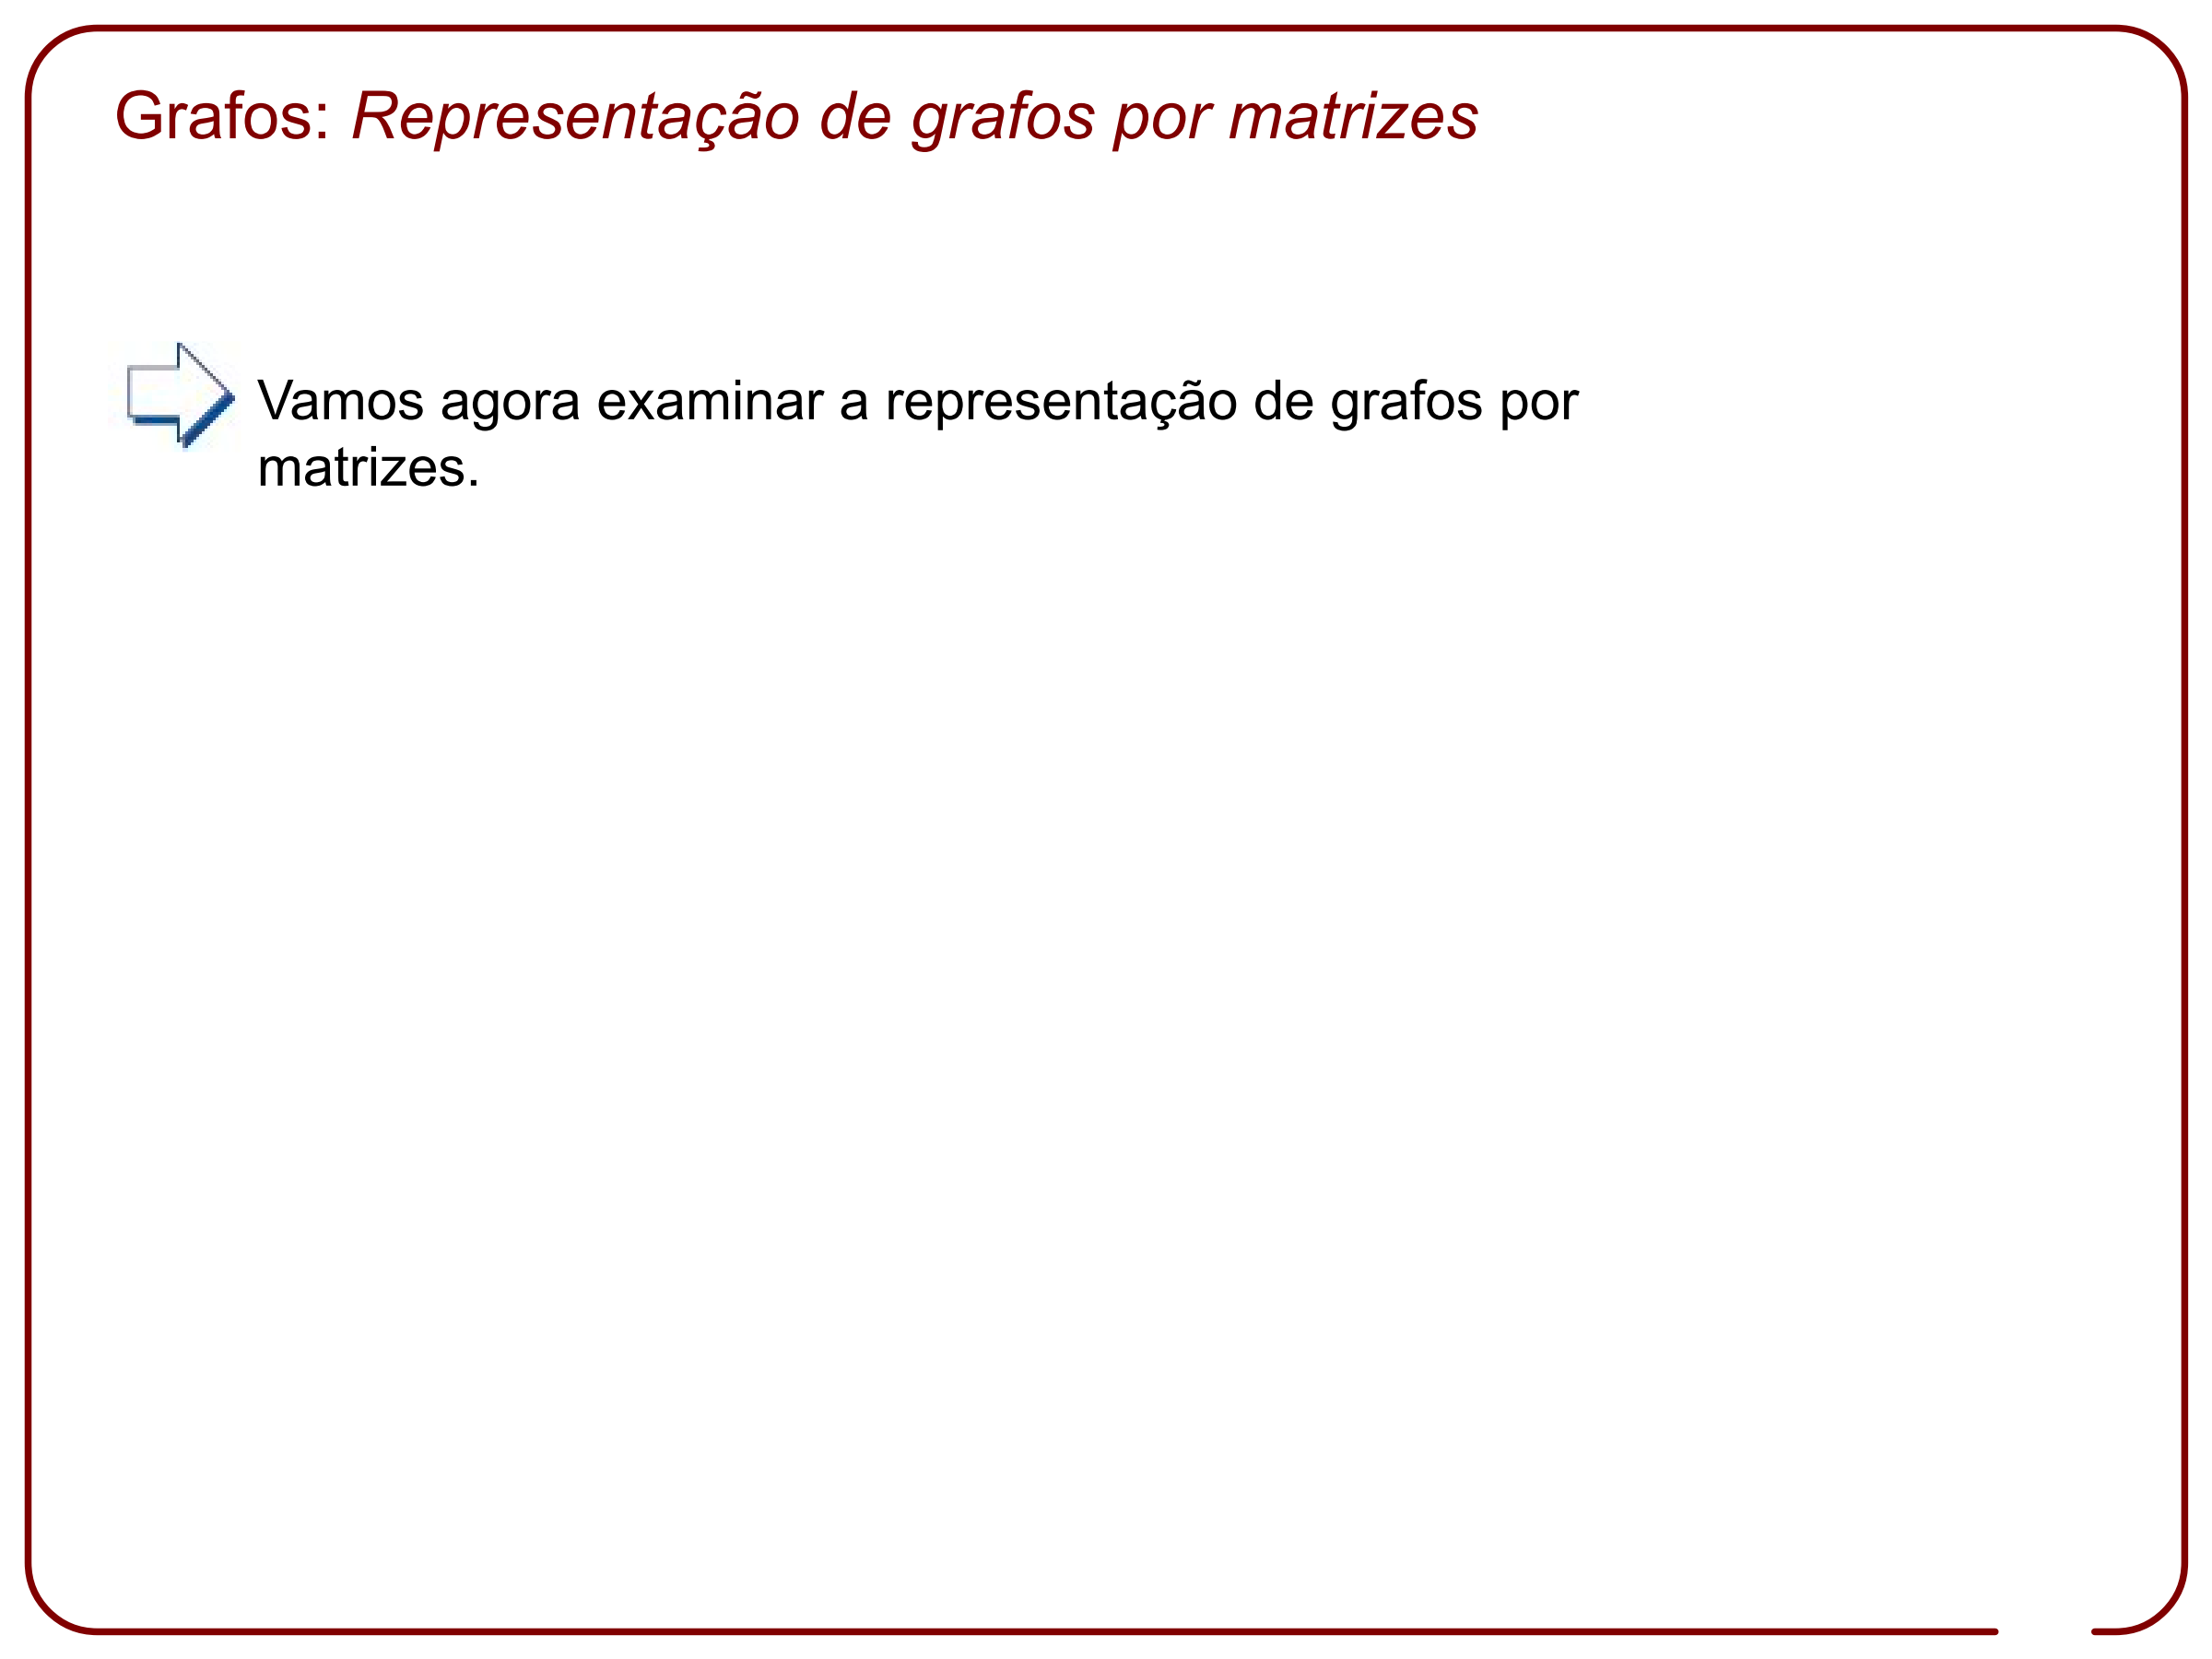 Grafos: Representação de grafos por matrizes
Vamos agora examinar a representação de grafos por
matrizes.